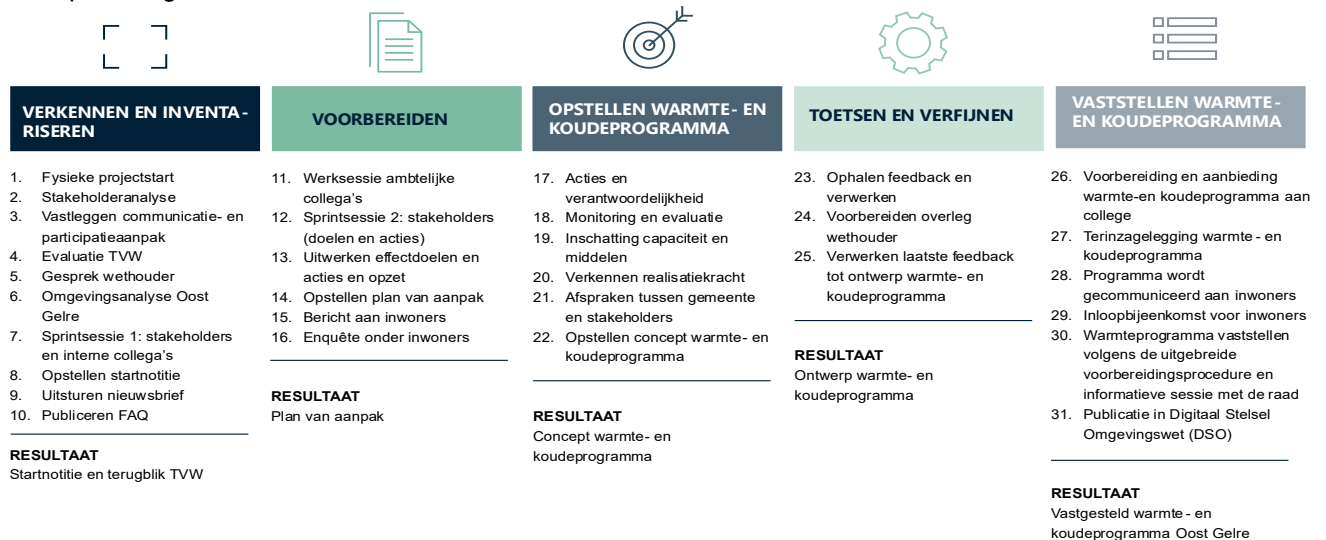 VERKENNEN EN INVENTA-
RISEREN
1. Fysieke projectstart
2. Stakeholderanalyse
3. Vastleggen communicatie- en
participatieaanpak
4. Evaluatie TVW
5. Gesprek wethouder
6. Omgevingsanalyse Oost
Gelre
7. Sprintsessie 1: stakeholders
en interne collega's
8. Opstellen startnotitie
9. Uitsturen nieuwsbrief
10. Publiceren FAQ
RESULTAAT
Startnotitie en terugblik TVW
VOORBEREIDEN
11. Werksessie ambtelijke
collega's
12. Sprintsessie 2: stakeholders
(doelen en acties)
13. Uitwerken effectdoelen en
acties en opzet
14. Opstellen plan van aanpak
15. Bericht aan inwoners
16. Enquête onder inwoners
RESULTAAT
Plan van aanpak
OPSTELLEN WARMTE- EN
KOUDEPROGRAMMA
17. Acties en
verantwoordelijkheid
18. Monitoring en evaluatie
19. Inschatting capaciteit en
middelen
20. Verkennen realisatiekracht
21. Afspraken tussen gemeente
en stakeholders
22. Opstellen concept warmte- en
koudeprogramma
RESULTAAT
Concept warmte- en
koudeprogramma
TOETSEN EN VERFIJNEN
23. Ophalen feedback en
verwerken
24. Voorbereiden overleg
wethouder
25. Verwerken laatste feedback
tot ontwerp warmte- en
koudeprogramma
RESULTAAT
Ontwerp warmte- en
koudeprogramma
VASTSTELLEN WARMTE-
EN KOUDEPROGRAMMA
26. Voorbereiding en aanbieding
warmte-en koudeprogramma aan
college
27. Terinzagelegging warmte- en
koudeprogramma
28. Programma wordt
gecommuniceerd aan inwoners
29. Inloopbijeenkomst voor inwoners
30. Warmteprogramma vaststellen
volgens de uitgebreide
voorbereidingsprocedure en
informatieve sessie met de raad
31. Publicatie in Digitaal Stelsel
Omgevingswet (DSO)
RESULTAAT
Vastgesteld warmte- en
koudeprogramma Oost Gelre